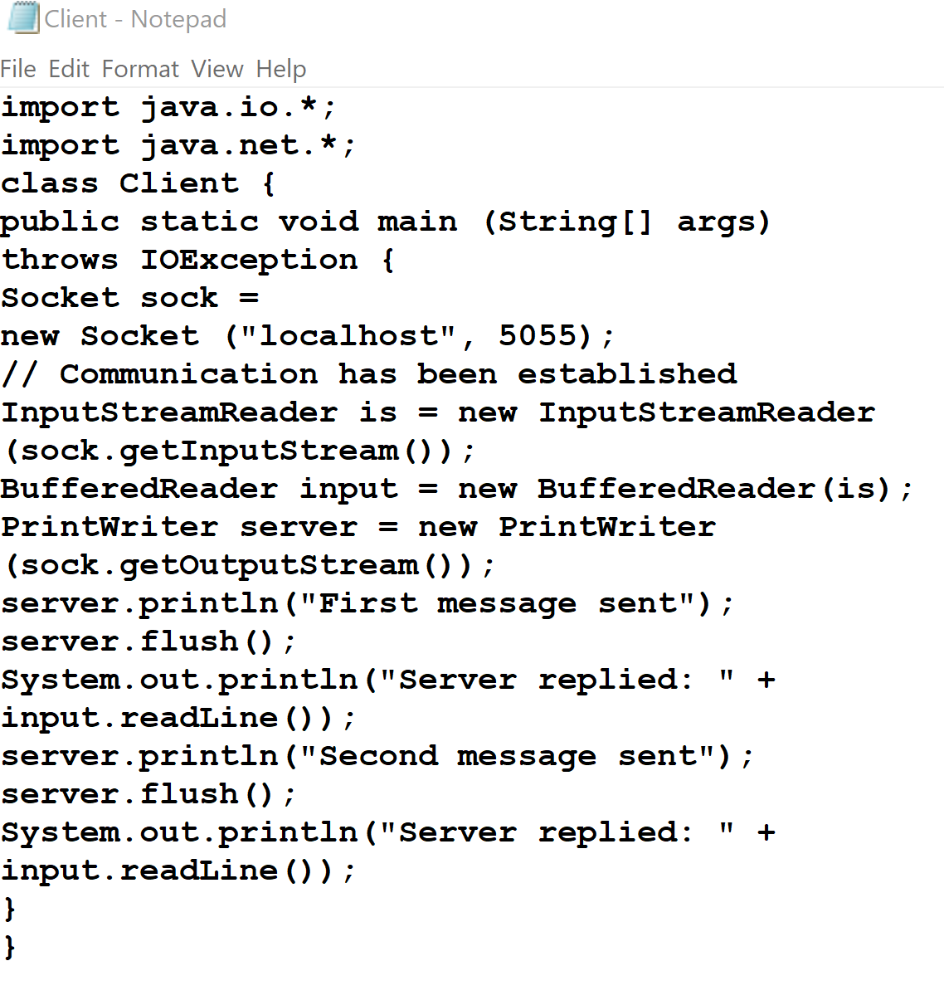 Client - Notepad
File Edit Format View Help
import java.io.*;
import java.net.*;
class Client {
public static void main (String[] args)
throws IOException {
Socket sock =
new Socket ("localhost", 5055);
// Communication has been established
InputStreamReader is = new InputStreamReader
(sock.getInputStream());
BufferedReader input = new BufferedReader(is);
PrintWriter server = new PrintWriter
(sock.getOutputStream());
server.println("First message sent");
server.flush();
System.out.println("Server replied: " +
input.readLine());
server.println("Second message sent");
server.flush();
System.out.println("Server replied: " +
input.readLine());
}
}